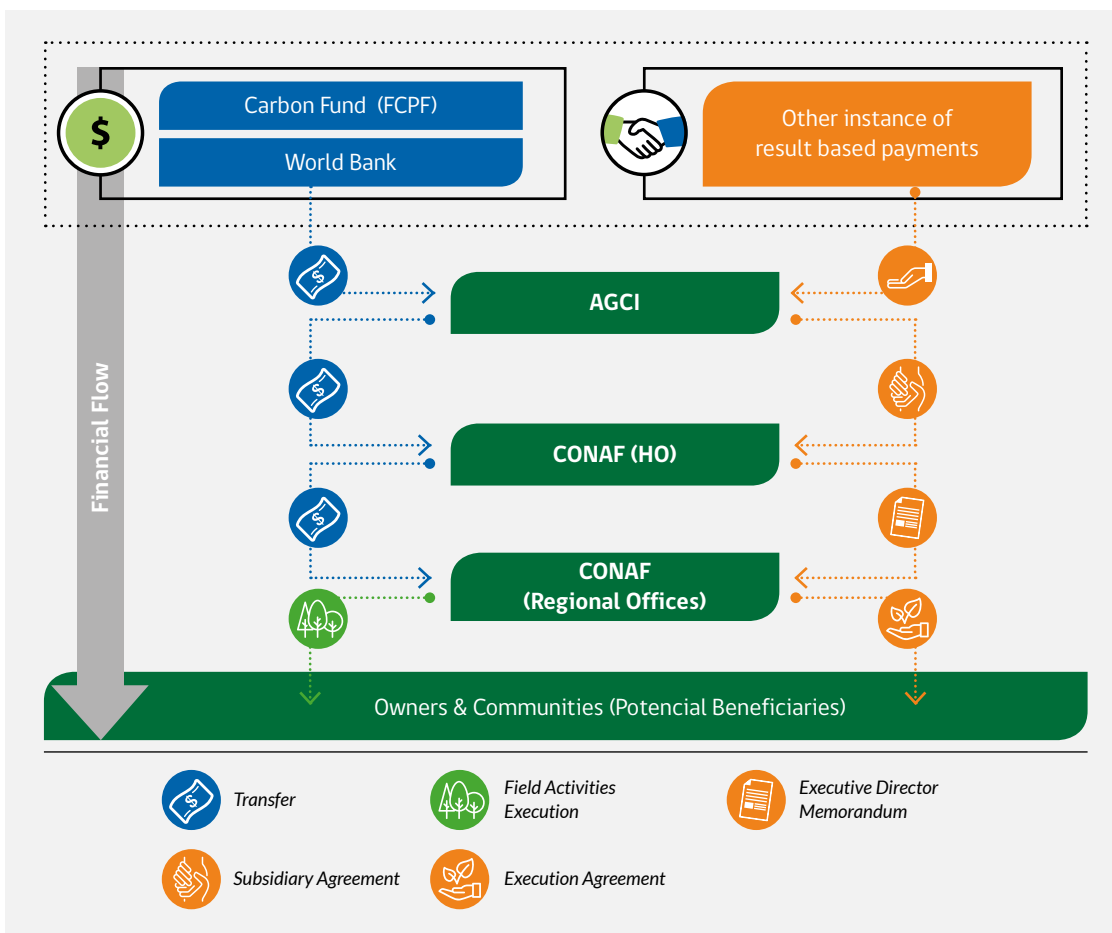 $
Carbon Fund (FCPF)
World Bank
Other instance of
result based payments
$
AGCI
$
Financial Flow
CONAF (HO)
$
CONAF
(Regional Offices)
Owners & Communities (Potencial Beneficiaries)
$
Transfer
Field Activities
Execution
Executive Director
Memorandum
Subsidiary Agreement
Execution Agreement